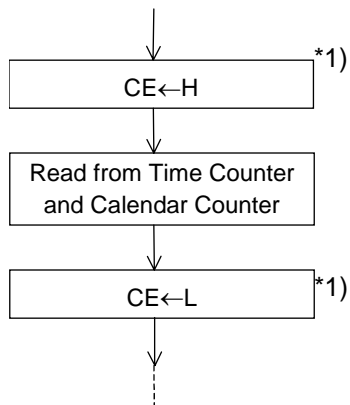 *1)
CE←H
Read from Time Counter
and Calendar Counter
*1)
CE←L